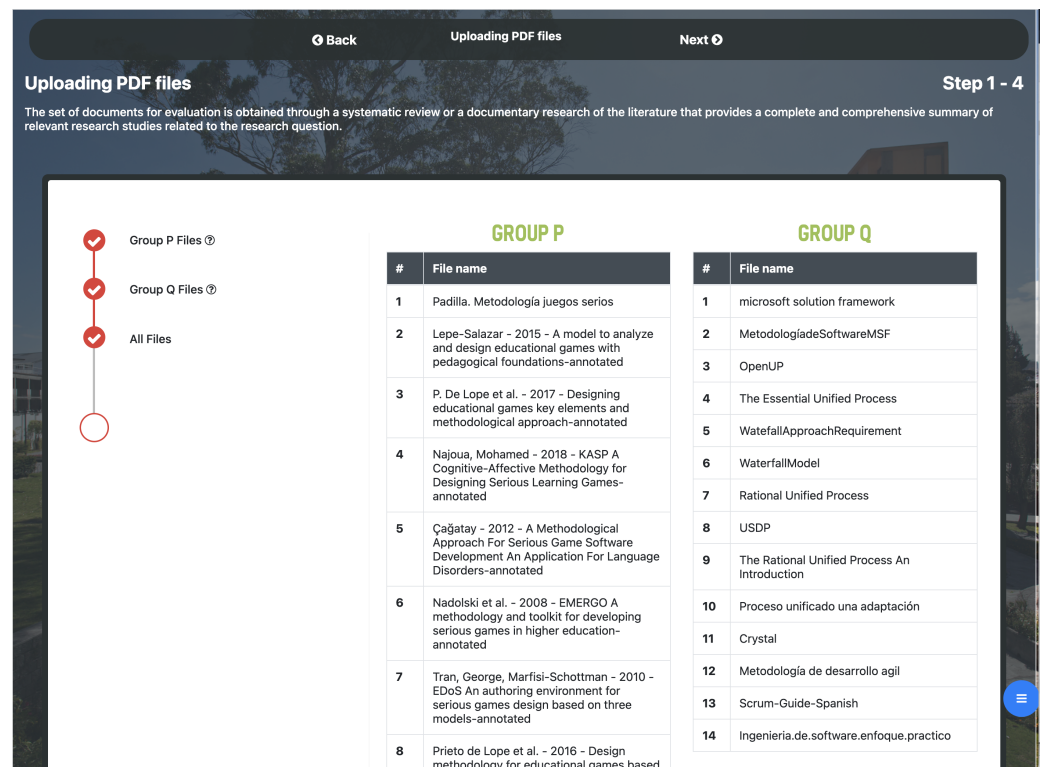 Back
Uploading PDF files
Next
Uploading PDF files
Step 1 - 4
The set of documents for evaluation is obtained through a systematic review or a documentary research of the literature that provides a complete and comprehensive summary of
relevant research studies related to the research question.
Group P Files
Group Q Files
All Files
GROUP P
# File name
1 Padilla. Metodología juegos serios
2 Lepe-Salazar - 2015 - A model to analyze
and design educational games with
pedagogical foundations-annotated
3 P. De Lope et al. - 2017 - Designing
educational games key elements and
methodological approach-annotated
4 Najoua, Mohamed - 2018 - KASP A
Cognitive-Affective Methodology for
Designing Serious Learning Games-
annotated
5 Çağatay - 2012 - A Methodological
Approach For Serious Game Software
Development An Application For Language
Disorders-annotated
6 Nadolski et al. - 2008 - EMERGO A
methodology and toolkit for developing
serious games in higher education-
annotated
7 Tran, George, Marfisi-Schottman - 2010 -
EDoS An authoring environment for
serious games design based on three
models-annotated
8 Prieto de Lope et al. - 2016 - Design
methodology for educational games based
GROUP Q
# File name
1 microsoft solution framework
2 MetodologíadeSoftwareMSF
3 OpenUP
4 The Essential Unified Process
5 WatefallApproachRequirement
6 WaterfallModel
7 Rational Unified Process
8 USDP
9 The Rational Unified Process An
Introduction
10 Proceso unificado una adaptación
11 Crystal
12 Metodología de desarrollo agil
13 Scrum-Guide-Spanish
14 Ingenieria.de.software.enfoque.practico